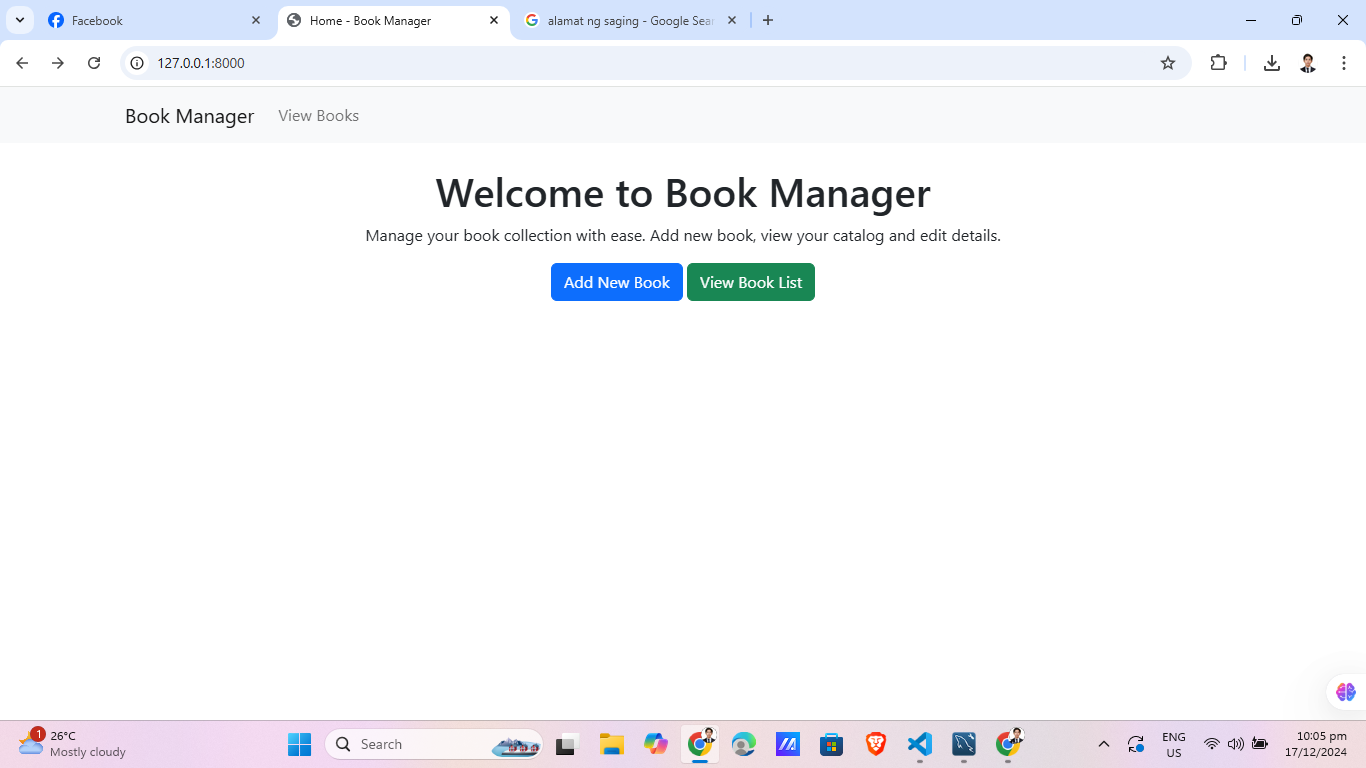 Facebook
Home - Book Manager
alamat ng saging - Google Sear
127.0.0.1:8000
Book Manager
View Books
Welcome to Book Manager
Manage your book collection with ease. Add new book, view your catalog and edit details.
Add New Book
View Book List
1
26°C
Mostly cloudy
Search
ENG
US
10:05 pm
17/12/2024